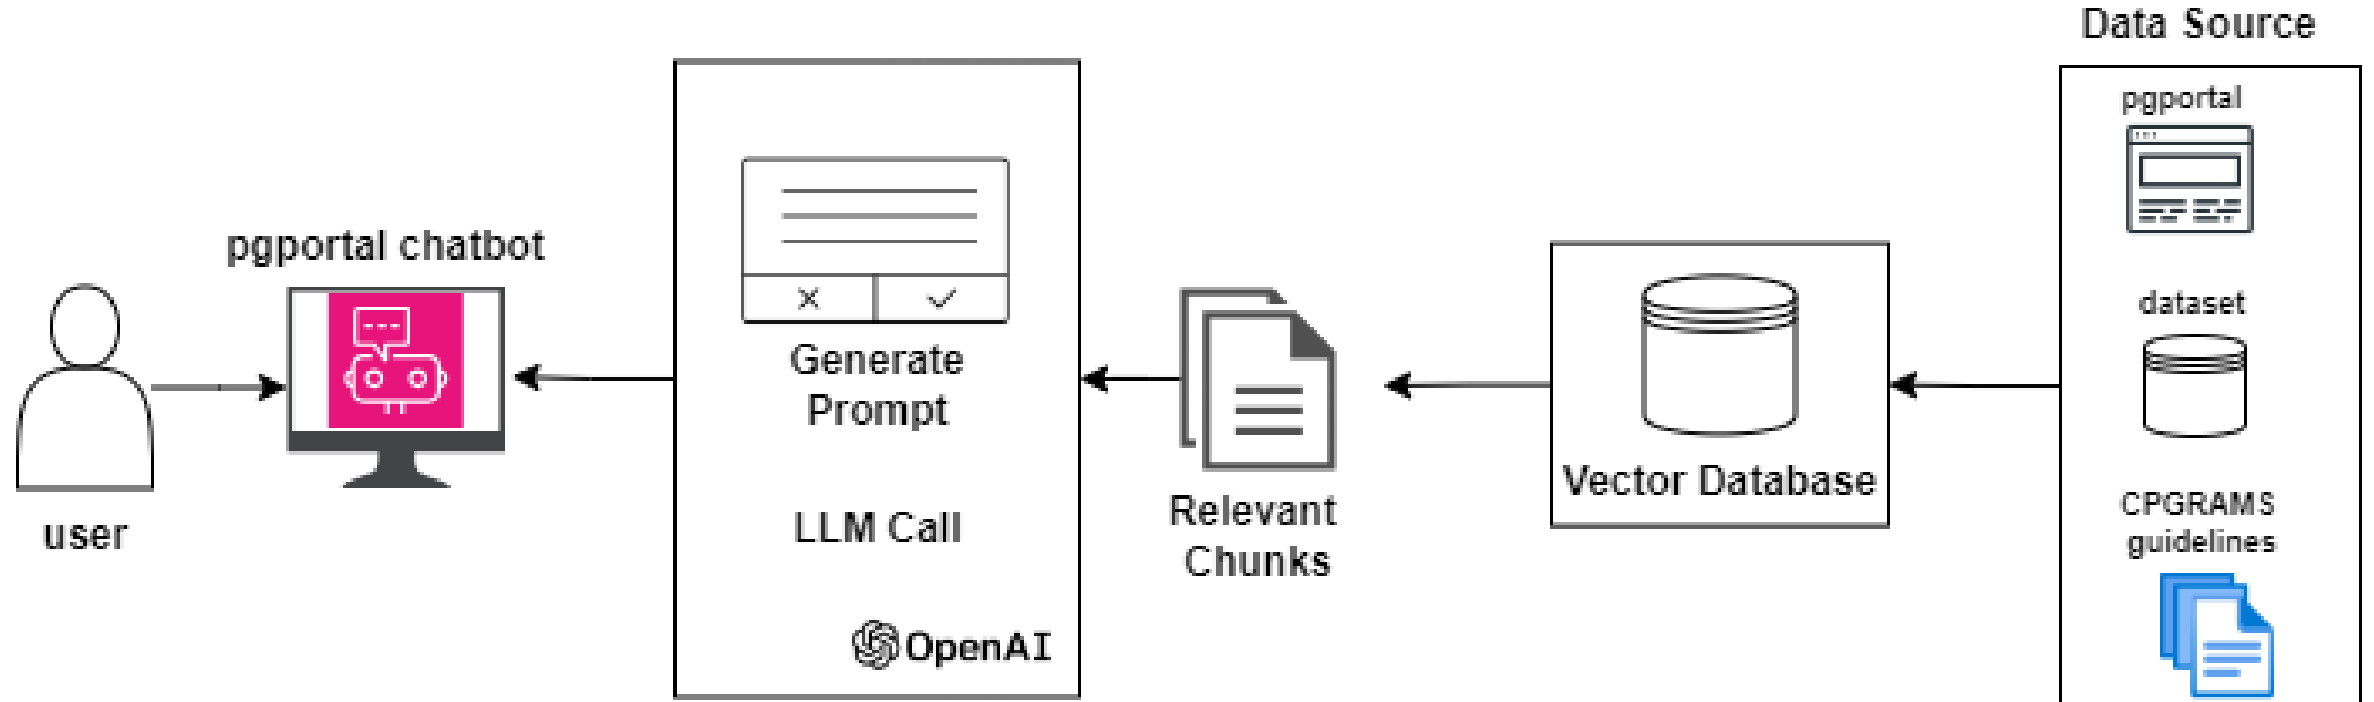 Data Source
pgportal
pgportal chatbot
dataset
Generate
Prompt
Vector Database
CPGRAMS
guidelines
Relevant
Chunks
LLM Call
user
OpenAI